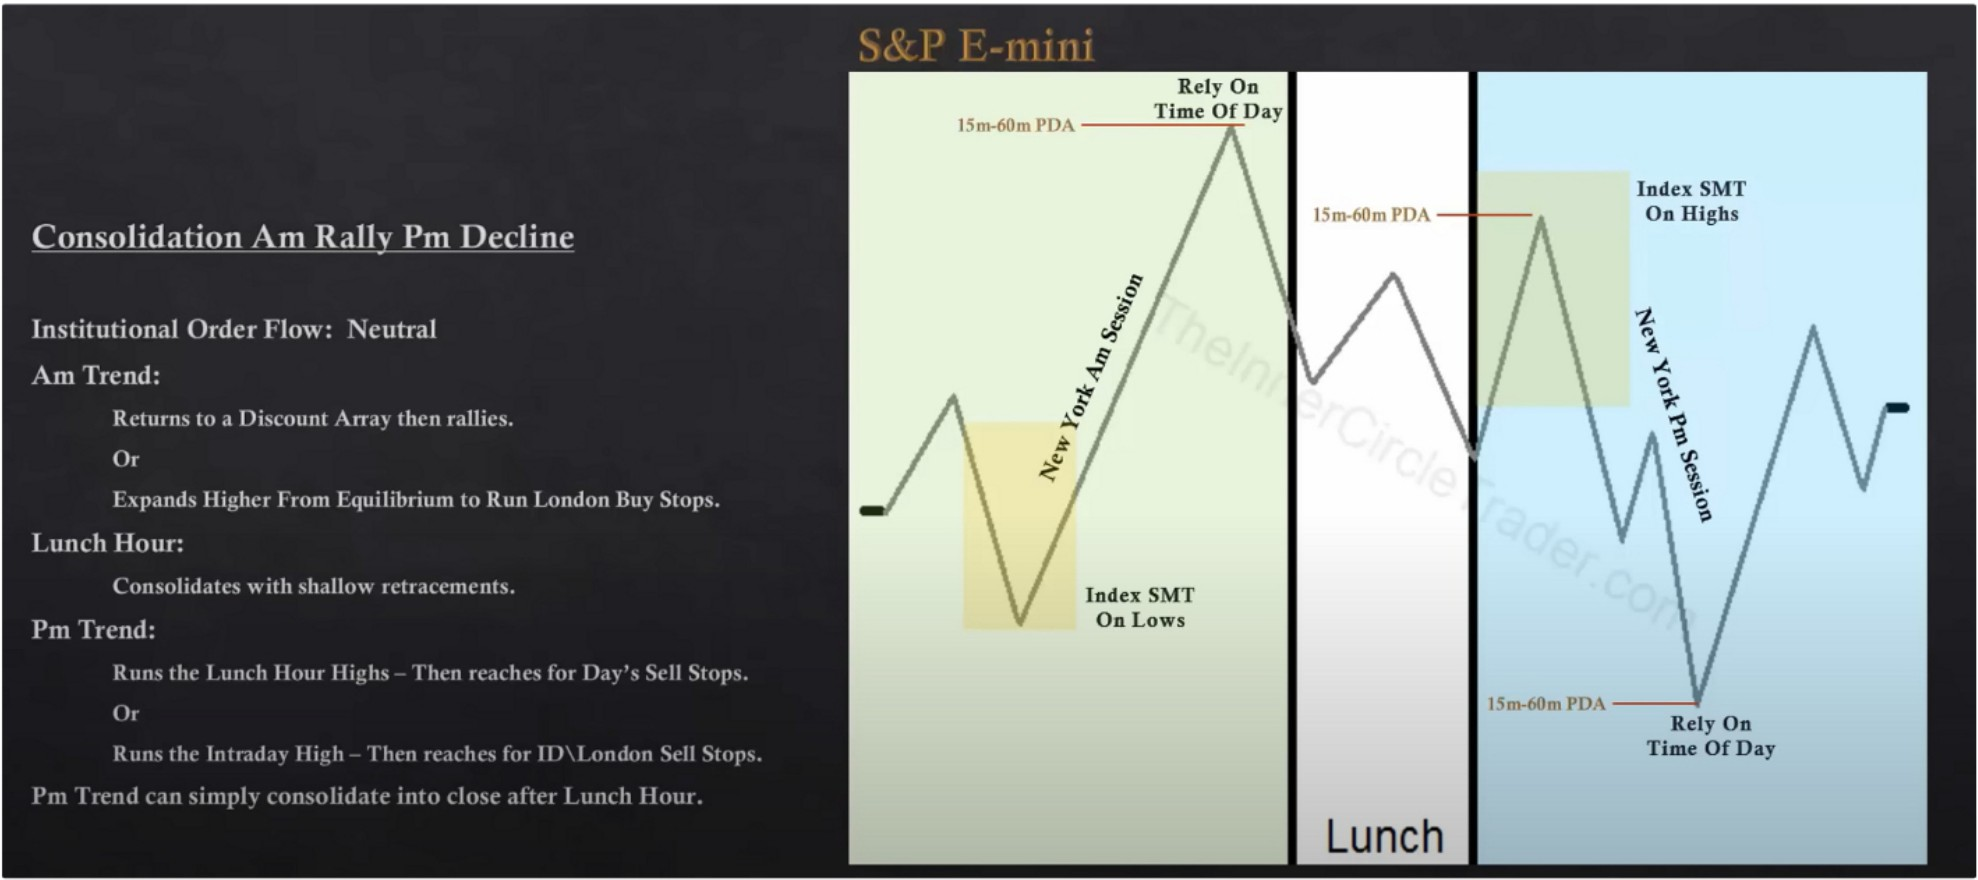 S&P E-mini
Consolidation Am Rally Pm Decline
Institutional Order Flow:  Neutral
Am Trend:
Returns to a Discount Array then rallies.
Or
Expands Higher From Equilibrium to Run London Buy Stops.
Lunch Hour:
Consolidates with shallow retracements.
Pm Trend:
Runs the Lunch Hour Highs – Then reaches for Day's Sell Stops.
Or
Runs the Intraday High – Then reaches for ID\London Sell Stops.
Pm Trend can simply consolidate into close after Lunch Hour.
Rely On
Time Of Day
15m-60m PDA
New York Am Session
Index SMT
On Lows
Lunch
15m-60m PDA
Index SMT
On Highs
New York Pm Session
15m-60m PDA
Rely On
Time Of Day
TheInnerCircleTrader.com